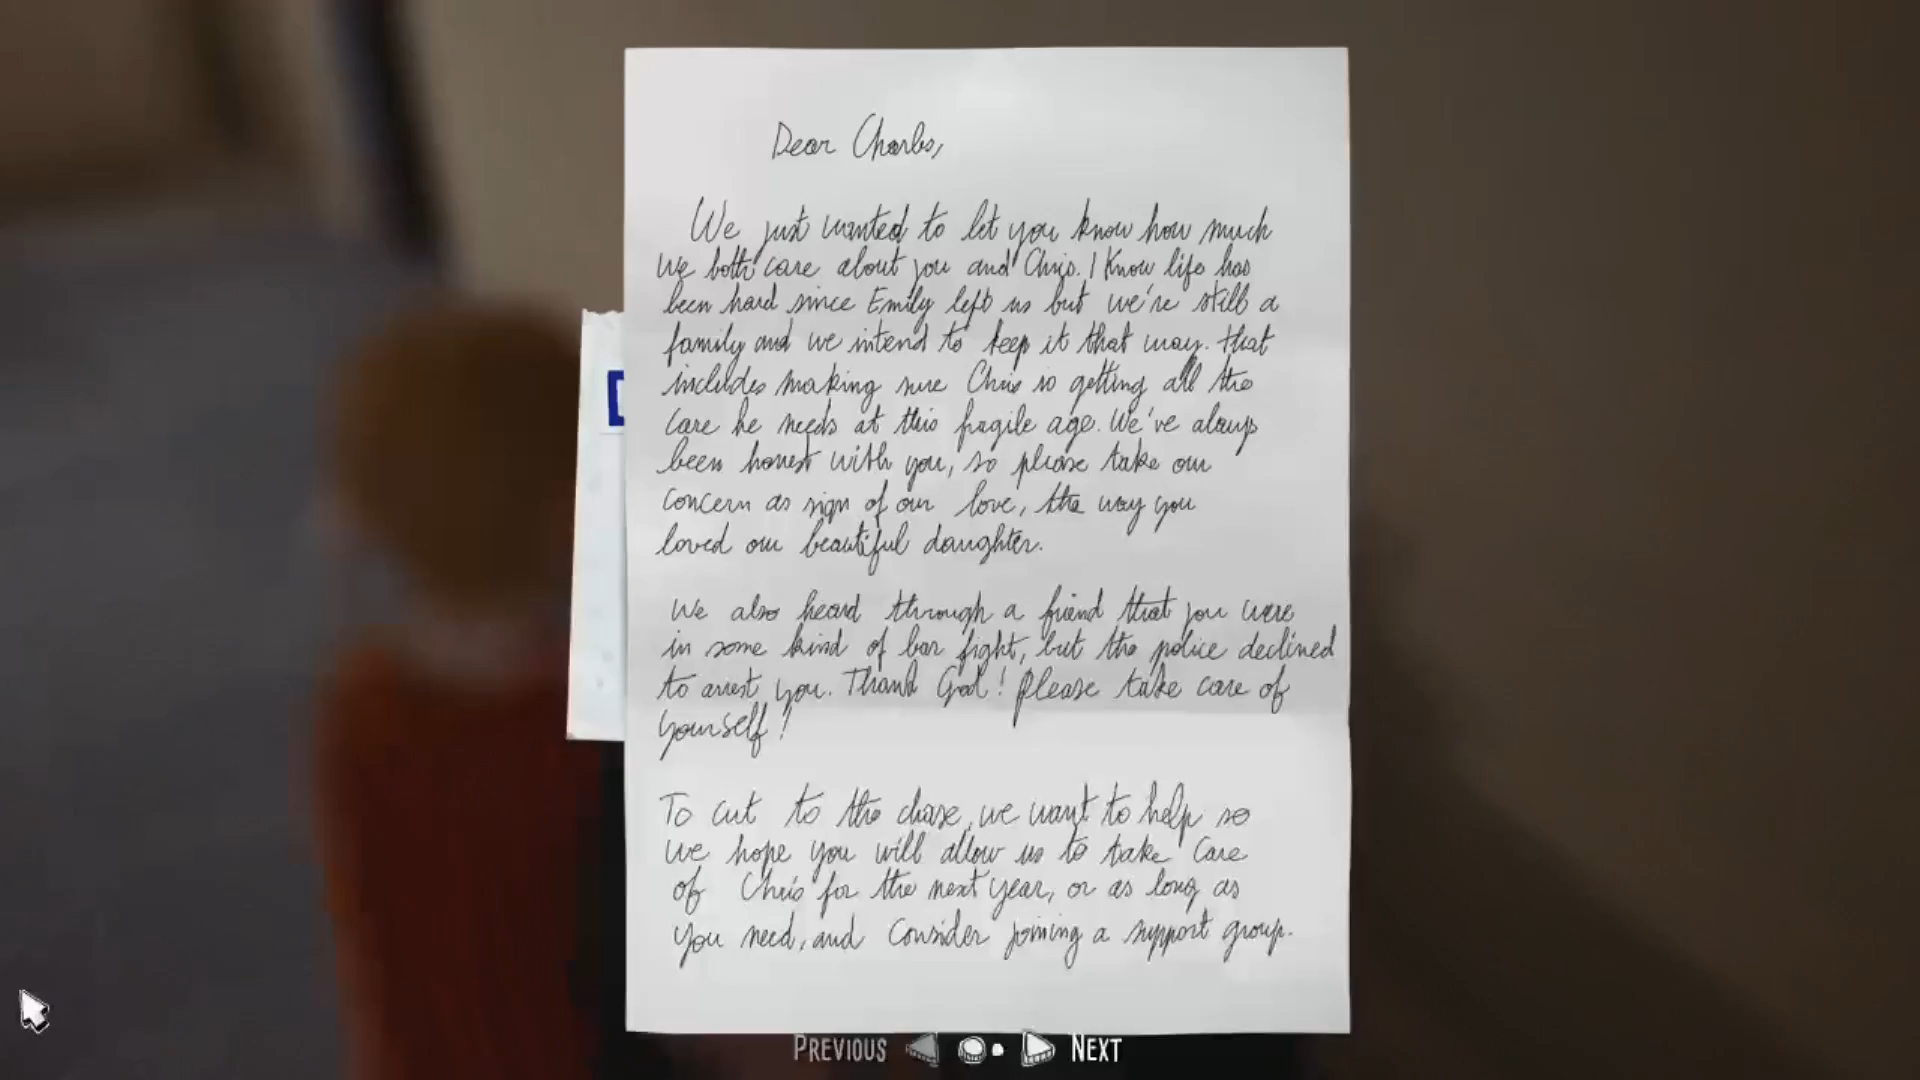 Dear Charles,
We just wanted to let you know how much
we both care about you and Chris. I Know life has
been hard since Emily left us but we're still a
family and we intend to keep it that way. that
includes making sure Chris is getting all the
care he needs at this fragile age. We've always
been honest with you, so please take our
concern as sign of our love, the way you
loved our beautiful daughter.
We also heard through a friend that you were
in some kind of bar fight, but the police declined
to arrest you. Thank God! Please take care of
yourself!
To cut to the chase, we want to help so
we hope you will allow us to take Care
of Chris for the next year, or as long as
you need, and Consider joining a support group.
PREVIOUS NEXT